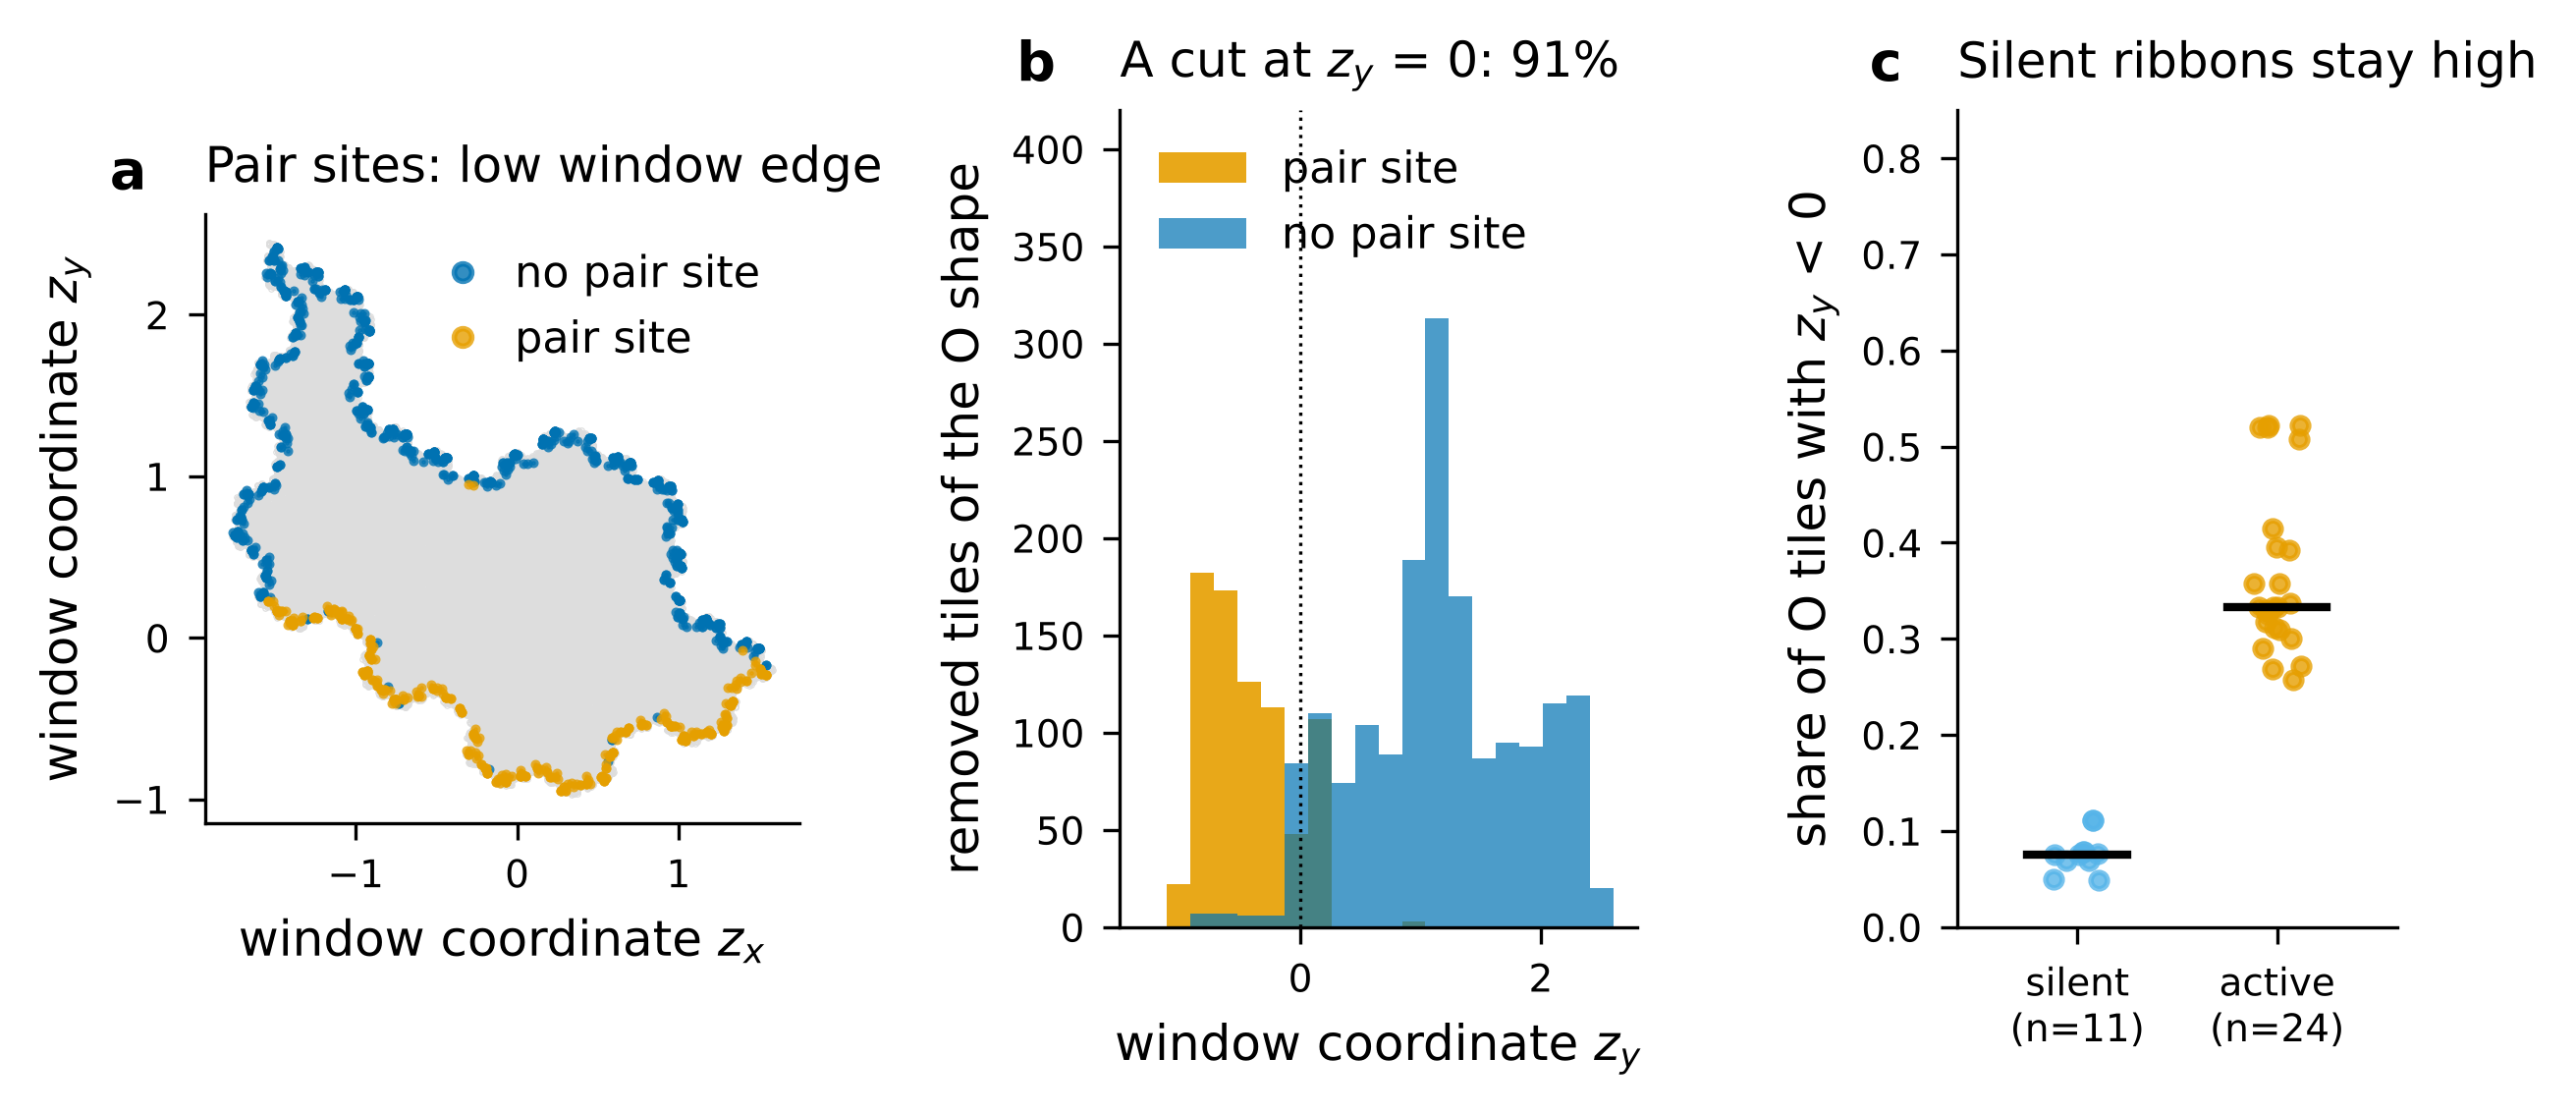 a
Pair sites: low window edge
window coordinate z_y
2
1
0
−1
no pair site
pair site
−1
0
1
window coordinate z_x
b
A cut at z_y = 0: 91%
removed tiles of the O shape
400
350
300
250
200
150
100
50
0
pair site
no pair site
0
2
window coordinate z_y
c
Silent ribbons stay high
share of O tiles with z_y < 0
0.8
0.7
0.6
0.5
0.4
0.3
0.2
0.1
0.0
silent
(n=11)
active
(n=24)